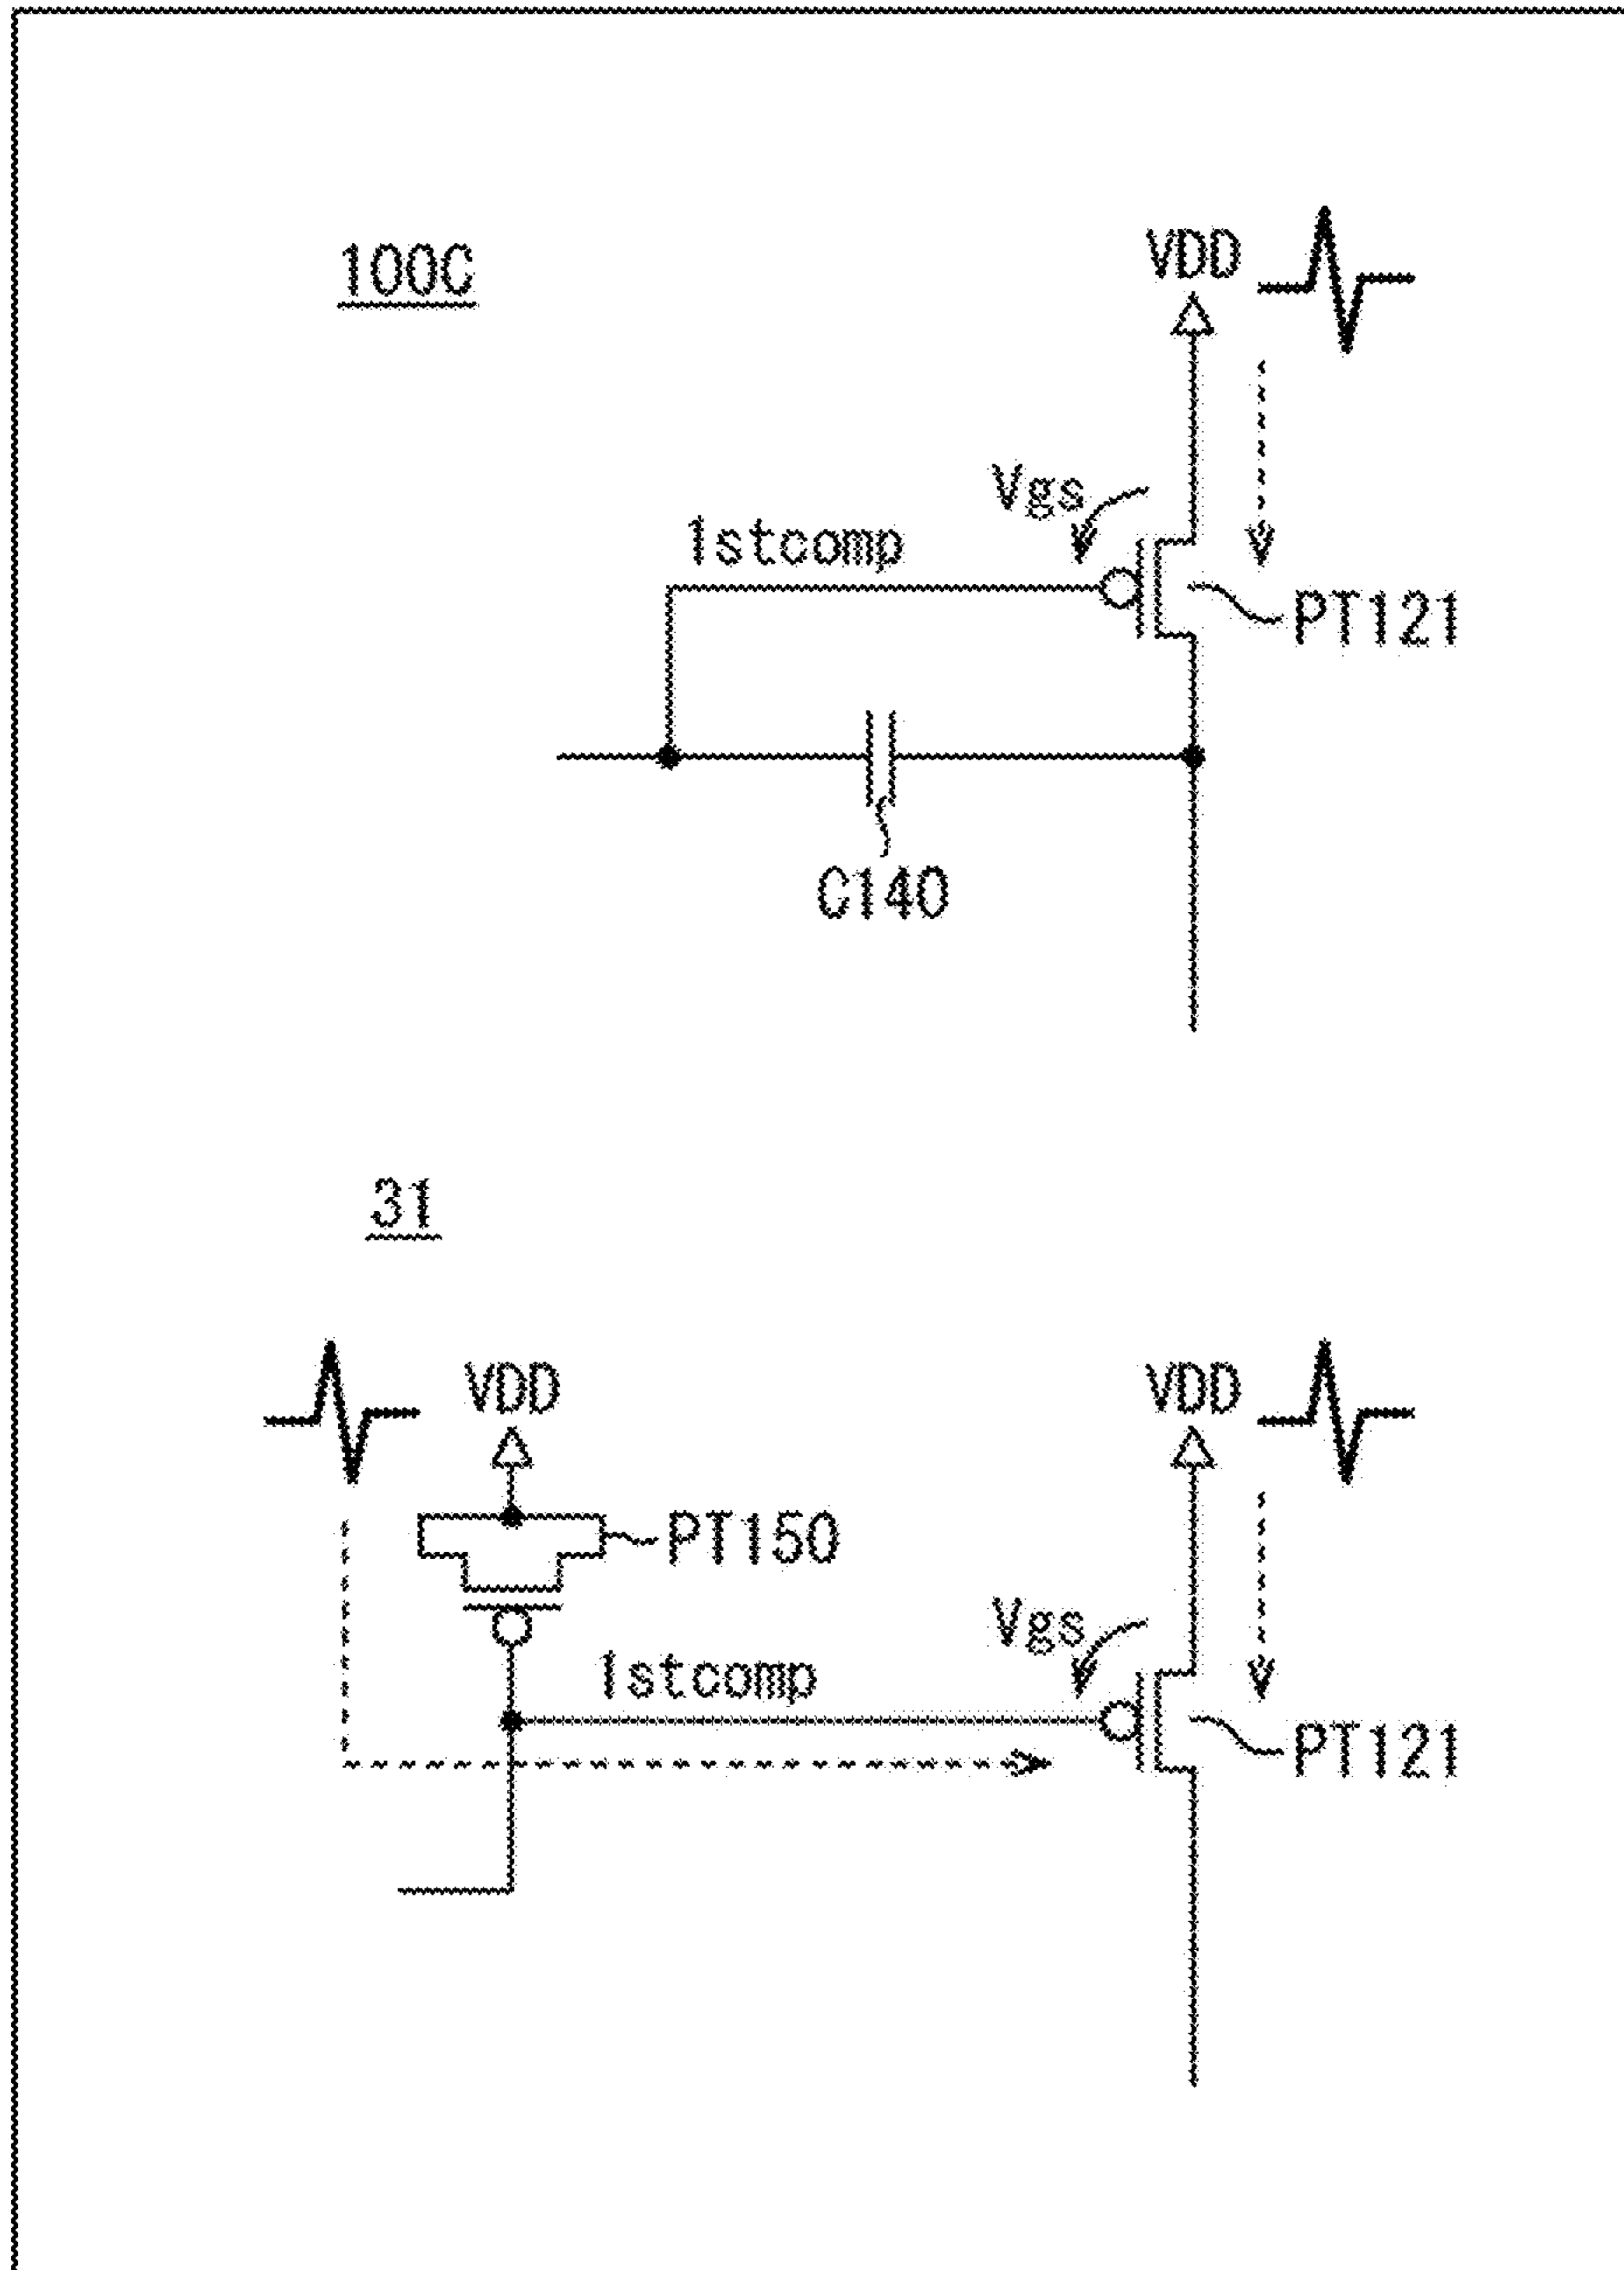 100C
VDD
Vgs
1stcomp
PT121
C140
31
VDD
VDD
PT150
Vgs
1stcomp
PT121